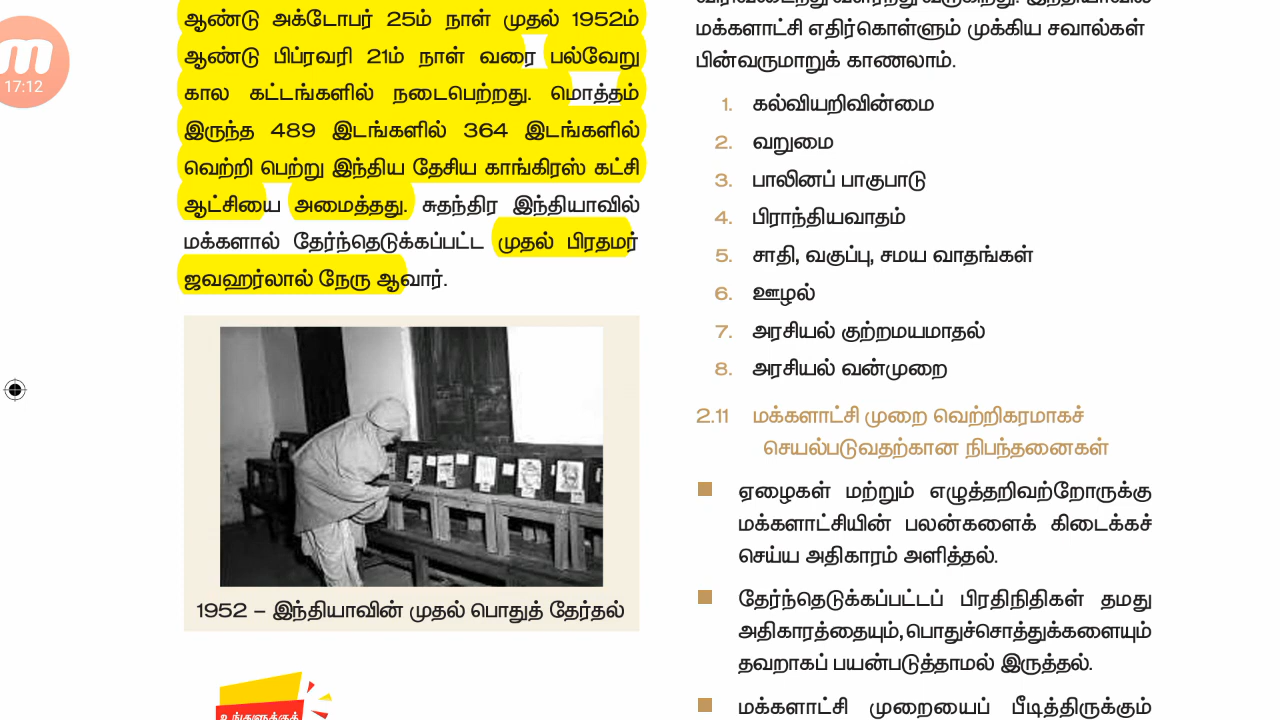 17:12
ஆண்டு அக்டோபர் 25ம் நாள் முதல் 1952ம்
ஆண்டு பிப்ரவரி 21ம் நாள் வரை பல்வேறு
கால கட்டங்களில் நடைபெற்றது. மொத்தம்
இருந்த 489 இடங்களில் 364 இடங்களில்
வெற்றி பெற்று இந்திய தேசிய காங்கிரஸ் கட்சி
ஆட்சியை அமைத்தது. சுதந்திர இந்தியாவில்
மக்களால் தேர்ந்தெடுக்கப்பட்ட முதல் பிரதமர்
ஜவஹர்லால் நேரு ஆவார்.
1952 – இந்தியாவின் முதல் பொதுத் தேர்தல்
உங்களுக்குத்
மக்களாட்சி எதிர்கொள்ளும் முக்கிய சவால்கள்
பின்வருமாறுக் காணலாம்.
1. கல்வியறிவின்மை
2. வறுமை
3. பாலினப் பாகுபாடு
4. பிராந்தியவாதம்
5. சாதி, வகுப்பு, சமய வாதங்கள்
6. ஊழல்
7. அரசியல் குற்றமயமாதல்
8. அரசியல் வன்முறை
2.11 மக்களாட்சி முறை வெற்றிகரமாகச்
செயல்படுவதற்கான நிபந்தனைகள்
ஏழைகள் மற்றும் எழுத்தறிவற்றோருக்கு
மக்களாட்சியின் பலன்களைக் கிடைக்கச்
செய்ய அதிகாரம் அளித்தல்.
தேர்ந்தெடுக்கப்பட்டப் பிரதிநிதிகள் தமது
அதிகாரத்தையும், பொதுச்சொத்துக்களையும்
தவறாகப் பயன்படுத்தாமல் இருத்தல்.
மக்களாட்சி முறையைப் பீடித்திருக்கும்